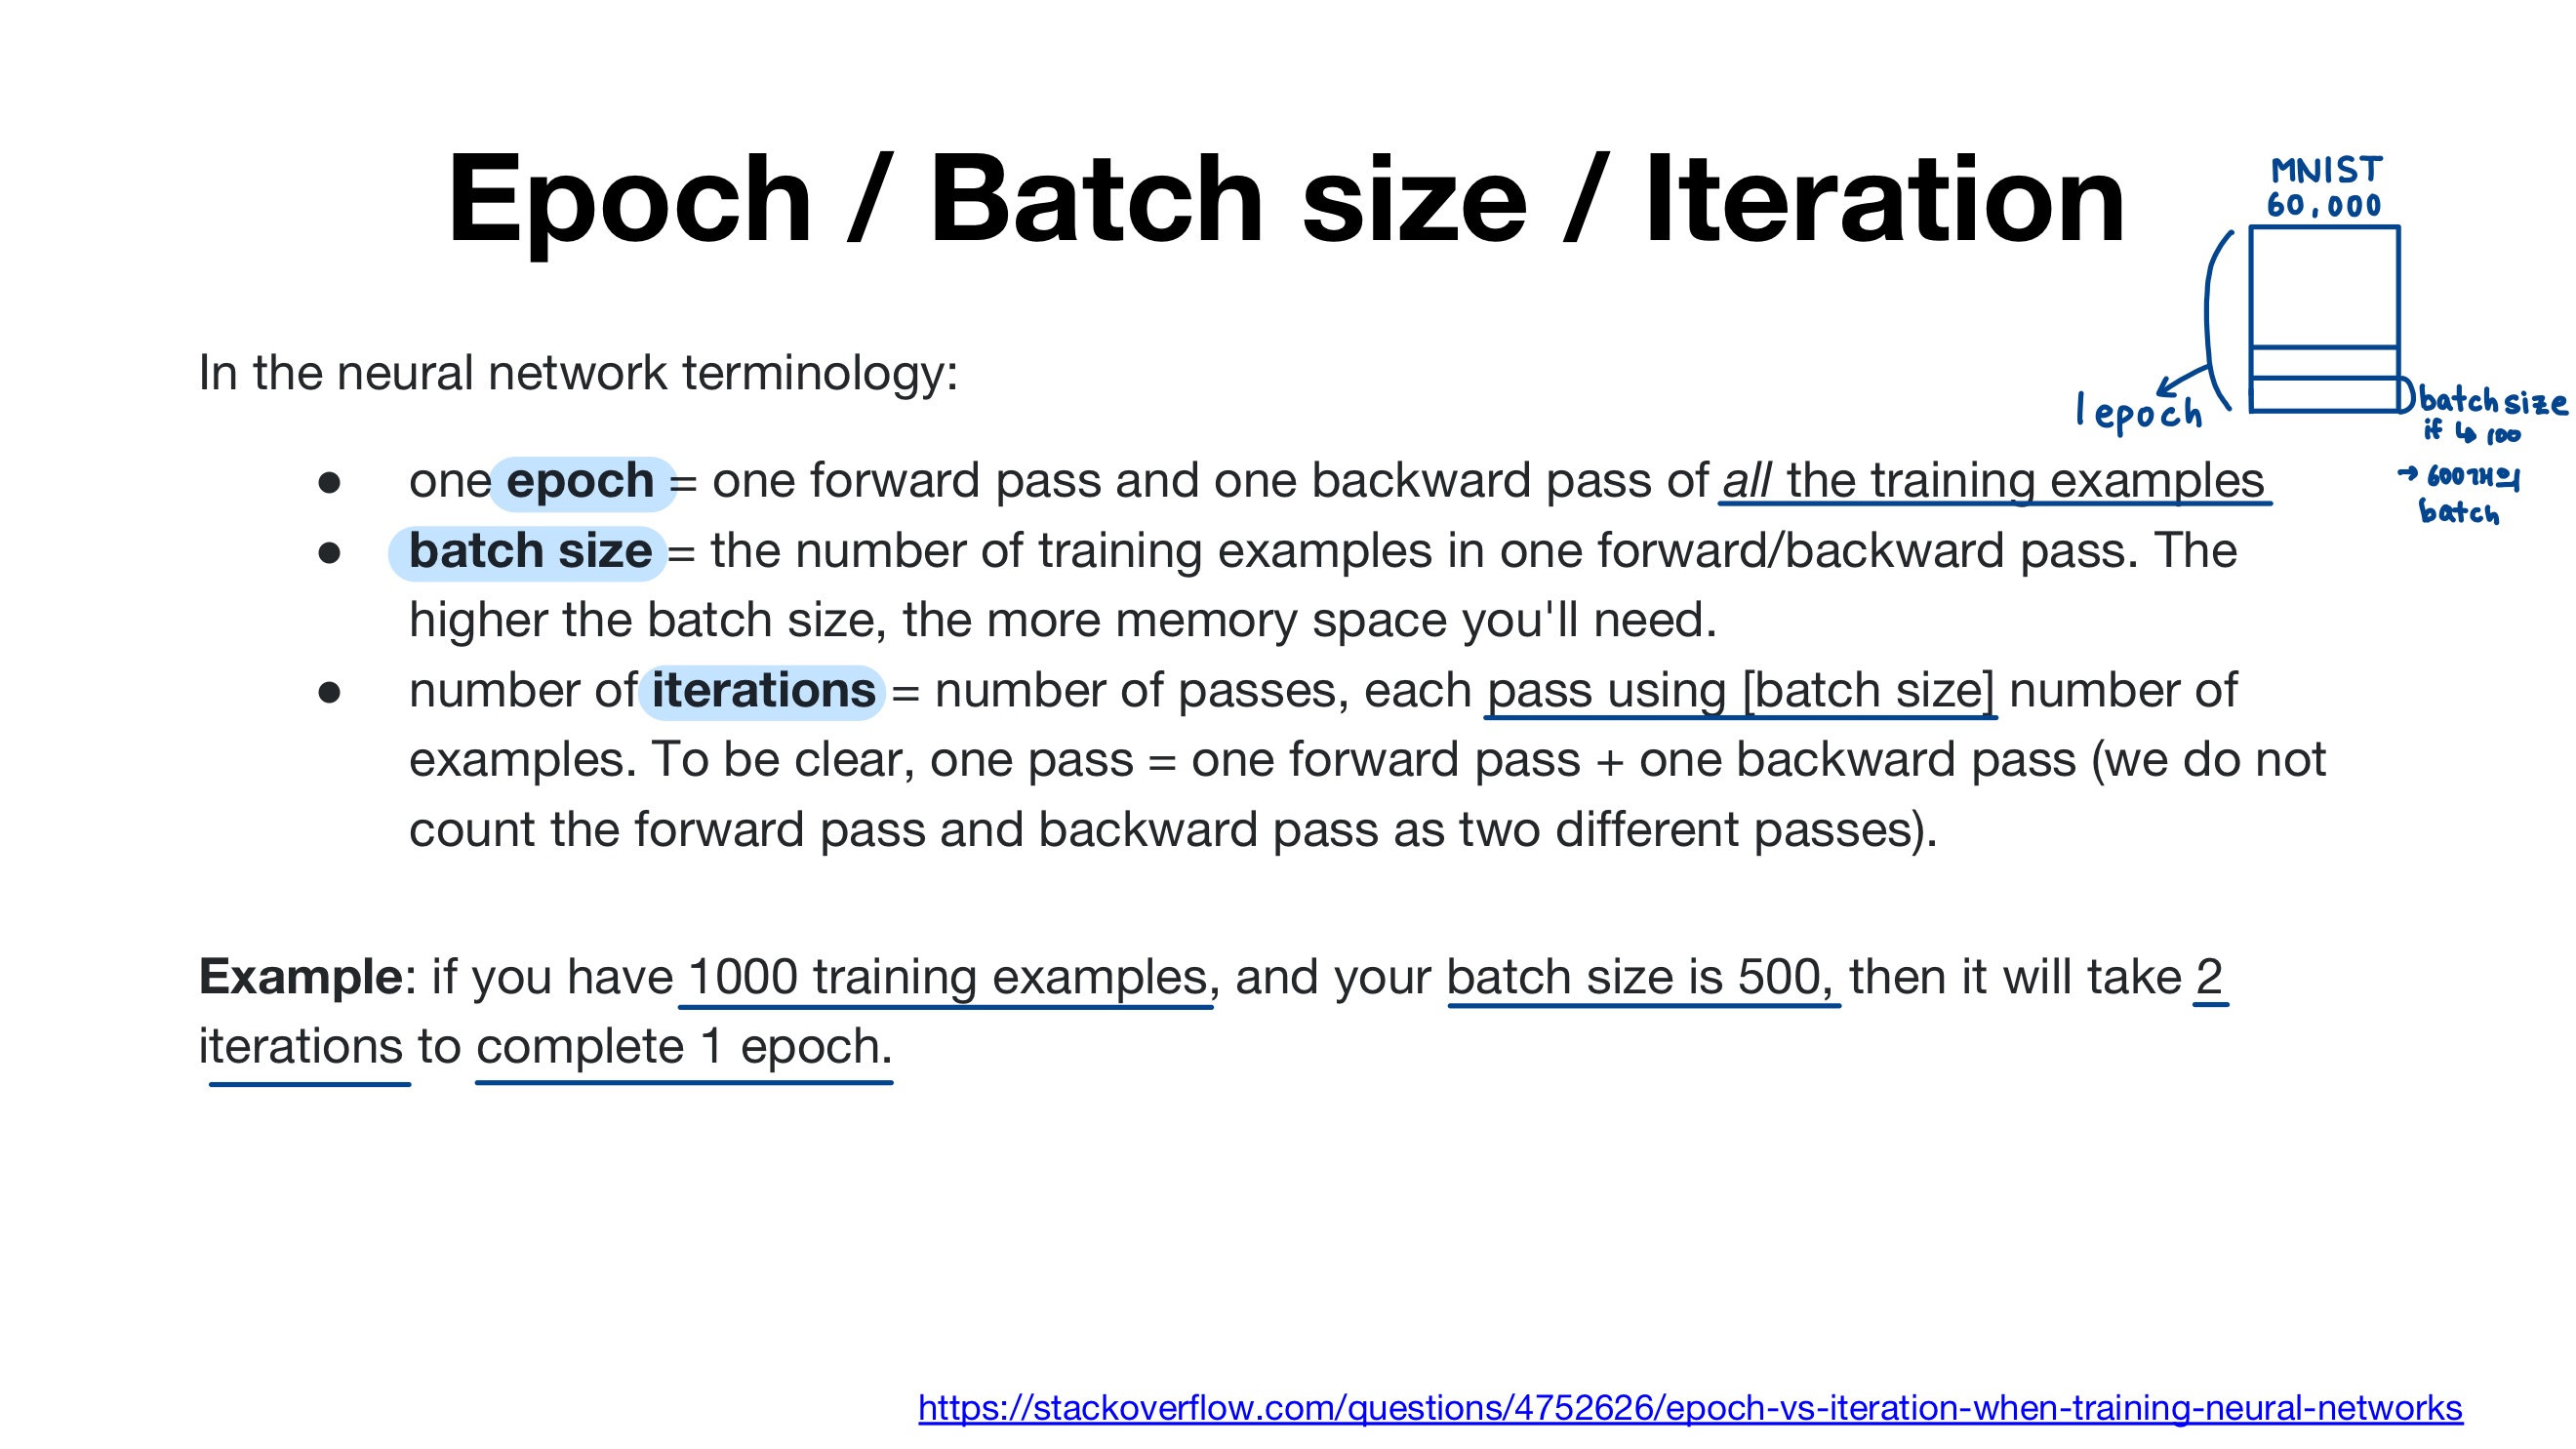 Epoch / Batch size / Iteration
MNIST
60,000
1 epoch
batch size
if ↳ 100
→ 600개의
batch
In the neural network terminology:
● one epoch = one forward pass and one backward pass of all the training examples
● batch size = the number of training examples in one forward/backward pass. The
higher the batch size, the more memory space you'll need.
● number of iterations = number of passes, each pass using [batch size] number of
examples. To be clear, one pass = one forward pass + one backward pass (we do not
count the forward pass and backward pass as two different passes).
Example: if you have 1000 training examples, and your batch size is 500, then it will take 2
iterations to complete 1 epoch.
https://stackoverflow.com/questions/4752626/epoch-vs-iteration-when-training-neural-networks